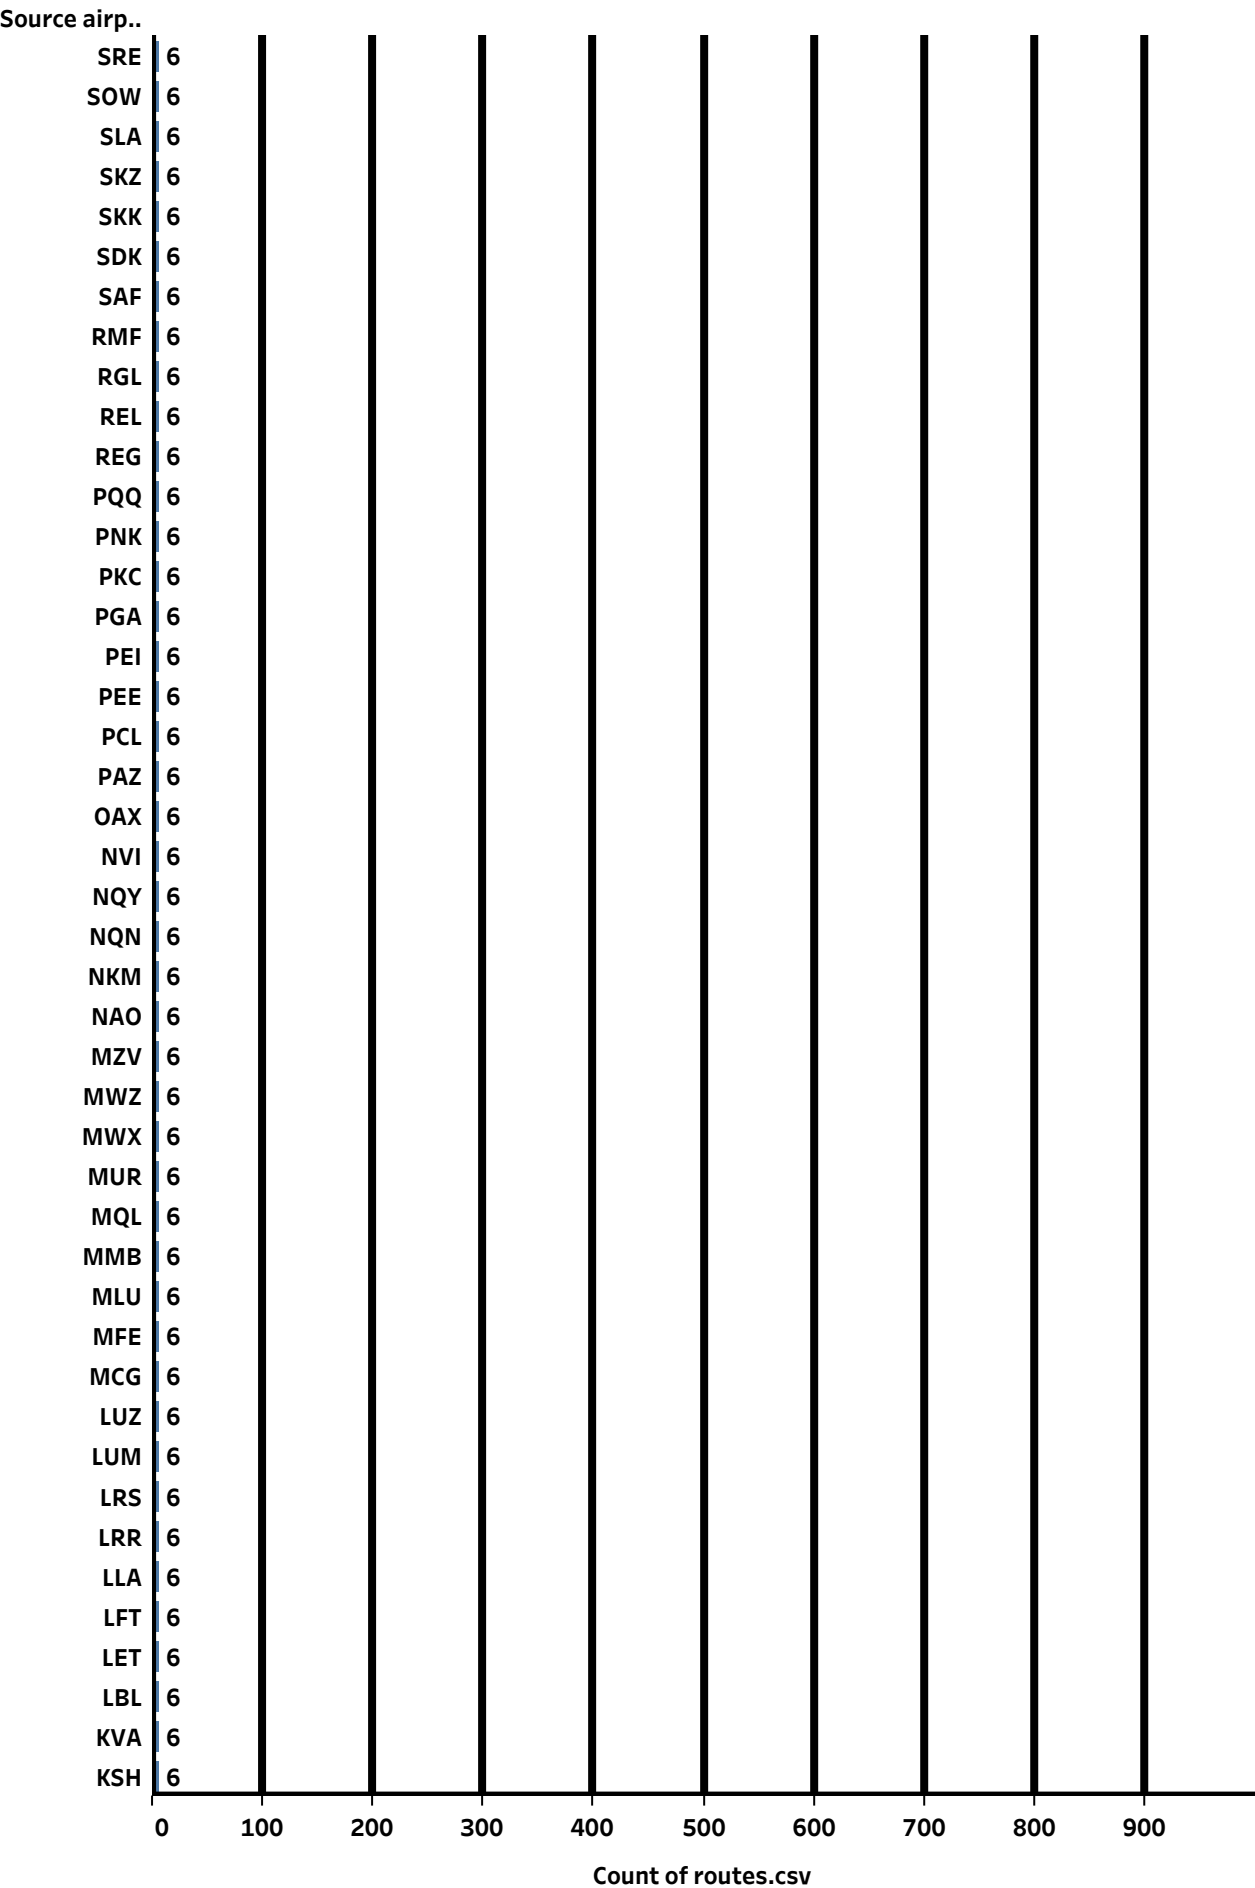 Source airp..
SRE 6
SOW 6
SLA 6
SKZ 6
SKK 6
SDK 6
SAF 6
RMF 6
RGL 6
REL 6
REG 6
PQQ 6
PNK 6
PKC 6
PGA 6
PEI 6
PEE 6
PCL 6
PAZ 6
OAX 6
NVI 6
NQY 6
NQN 6
NKM 6
NAO 6
MZV 6
MWZ 6
MWX 6
MUR 6
MQL 6
MMB 6
MLU 6
MFE 6
MCG 6
LUZ 6
LUM 6
LRS 6
LRR 6
LLA 6
LFT 6
LET 6
LBL 6
KVA 6
KSH 6
0 100 200 300 400 500 600 700 800 900
Count of routes.csv